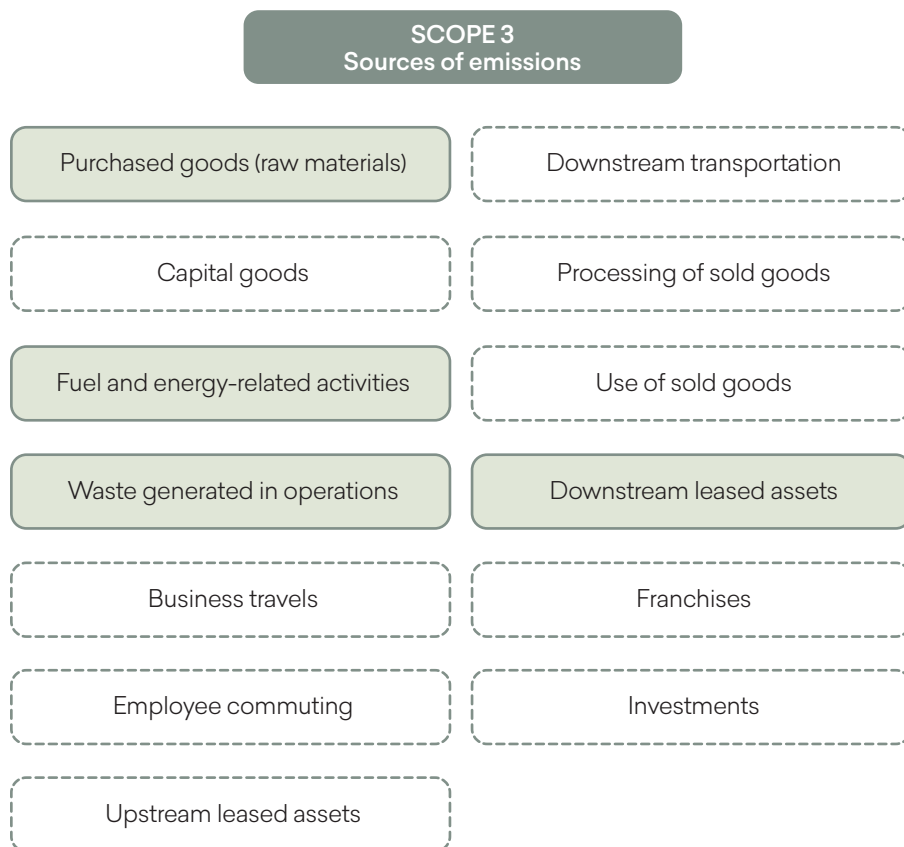 SCOPE 3
Sources of emissions
Purchased goods (raw materials)
Downstream transportation
Capital goods
Processing of sold goods
Fuel and energy-related activities
Use of sold goods
Waste generated in operations
Downstream leased assets
Business travels
Franchises
Employee commuting
Investments
Upstream leased assets